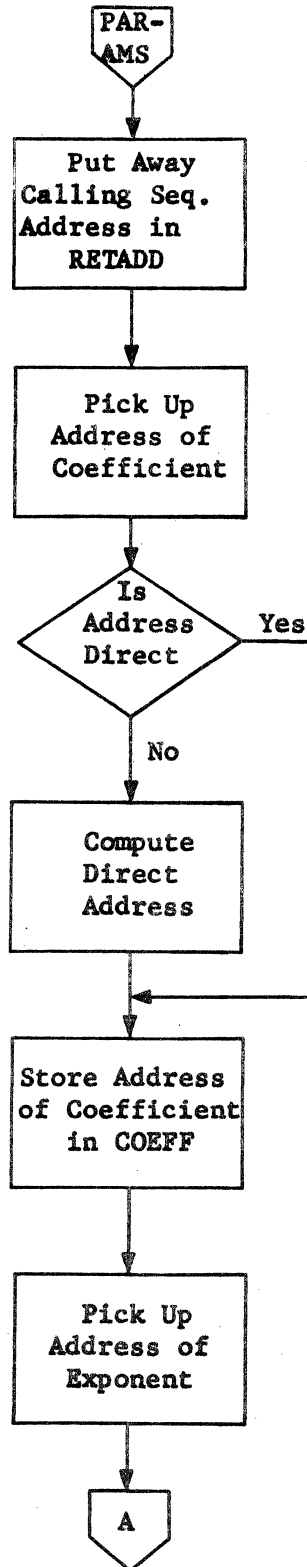 PAR-
AMS
Put Away
Calling Seq.
Address in
RETADD
Pick Up
Address of
Coefficient
Is
Address
Direct
Yes
No
Compute
Direct
Address
Store Address
of Coefficient
in COEFF
Pick Up
Address of
Exponent
A